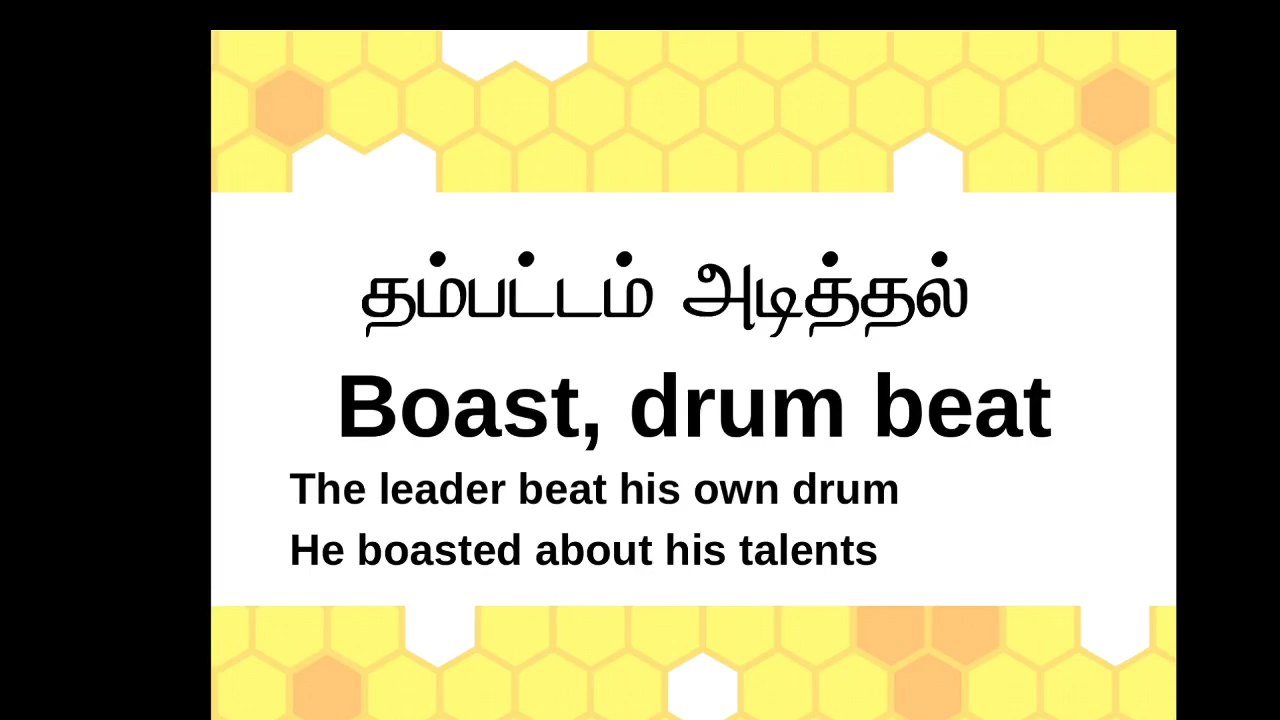 தம்பட்டம் அடித்தல்
Boast, drum beat
The leader beat his own drum
He boasted about his talents